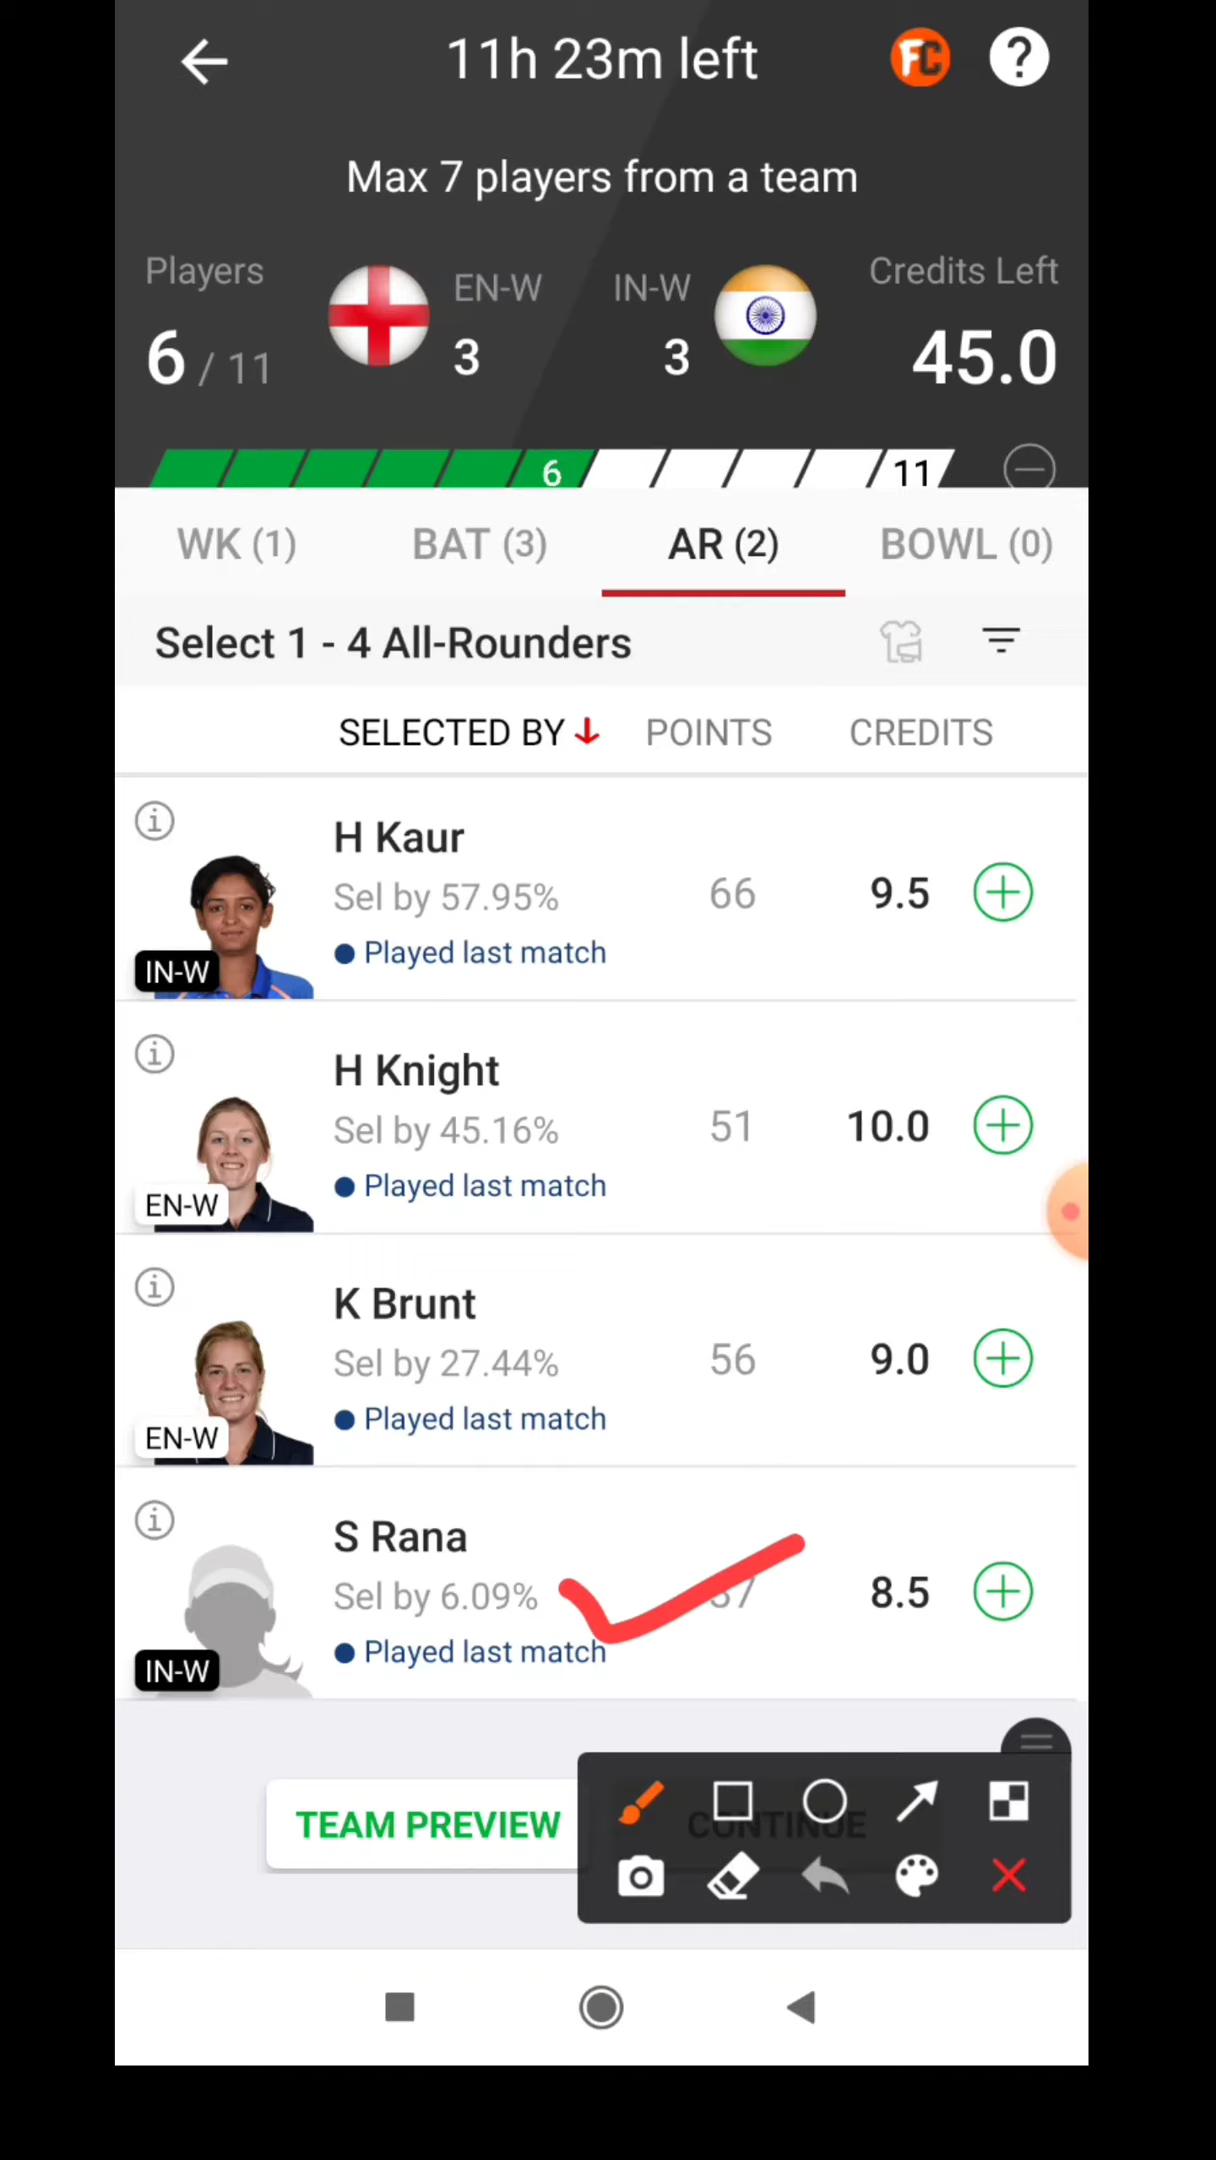 11h 23m left
FC
?
Max 7 players from a team
Players
EN-W
IN-W
Credits Left
6 / 11
3
3
45.0
6
11
WK (1)
BAT (3)
AR (2)
BOWL (0)
Select 1 - 4 All-Rounders
SELECTED BY
POINTS
CREDITS
H Kaur
Sel by 57.95%
66
9.5
Played last match
IN-W
H Knight
Sel by 45.16%
51
10.0
Played last match
EN-W
K Brunt
Sel by 27.44%
56
9.0
Played last match
EN-W
S Rana
Sel by 6.09%
8.5
Played last match
IN-W
TEAM PREVIEW
CONTINUE